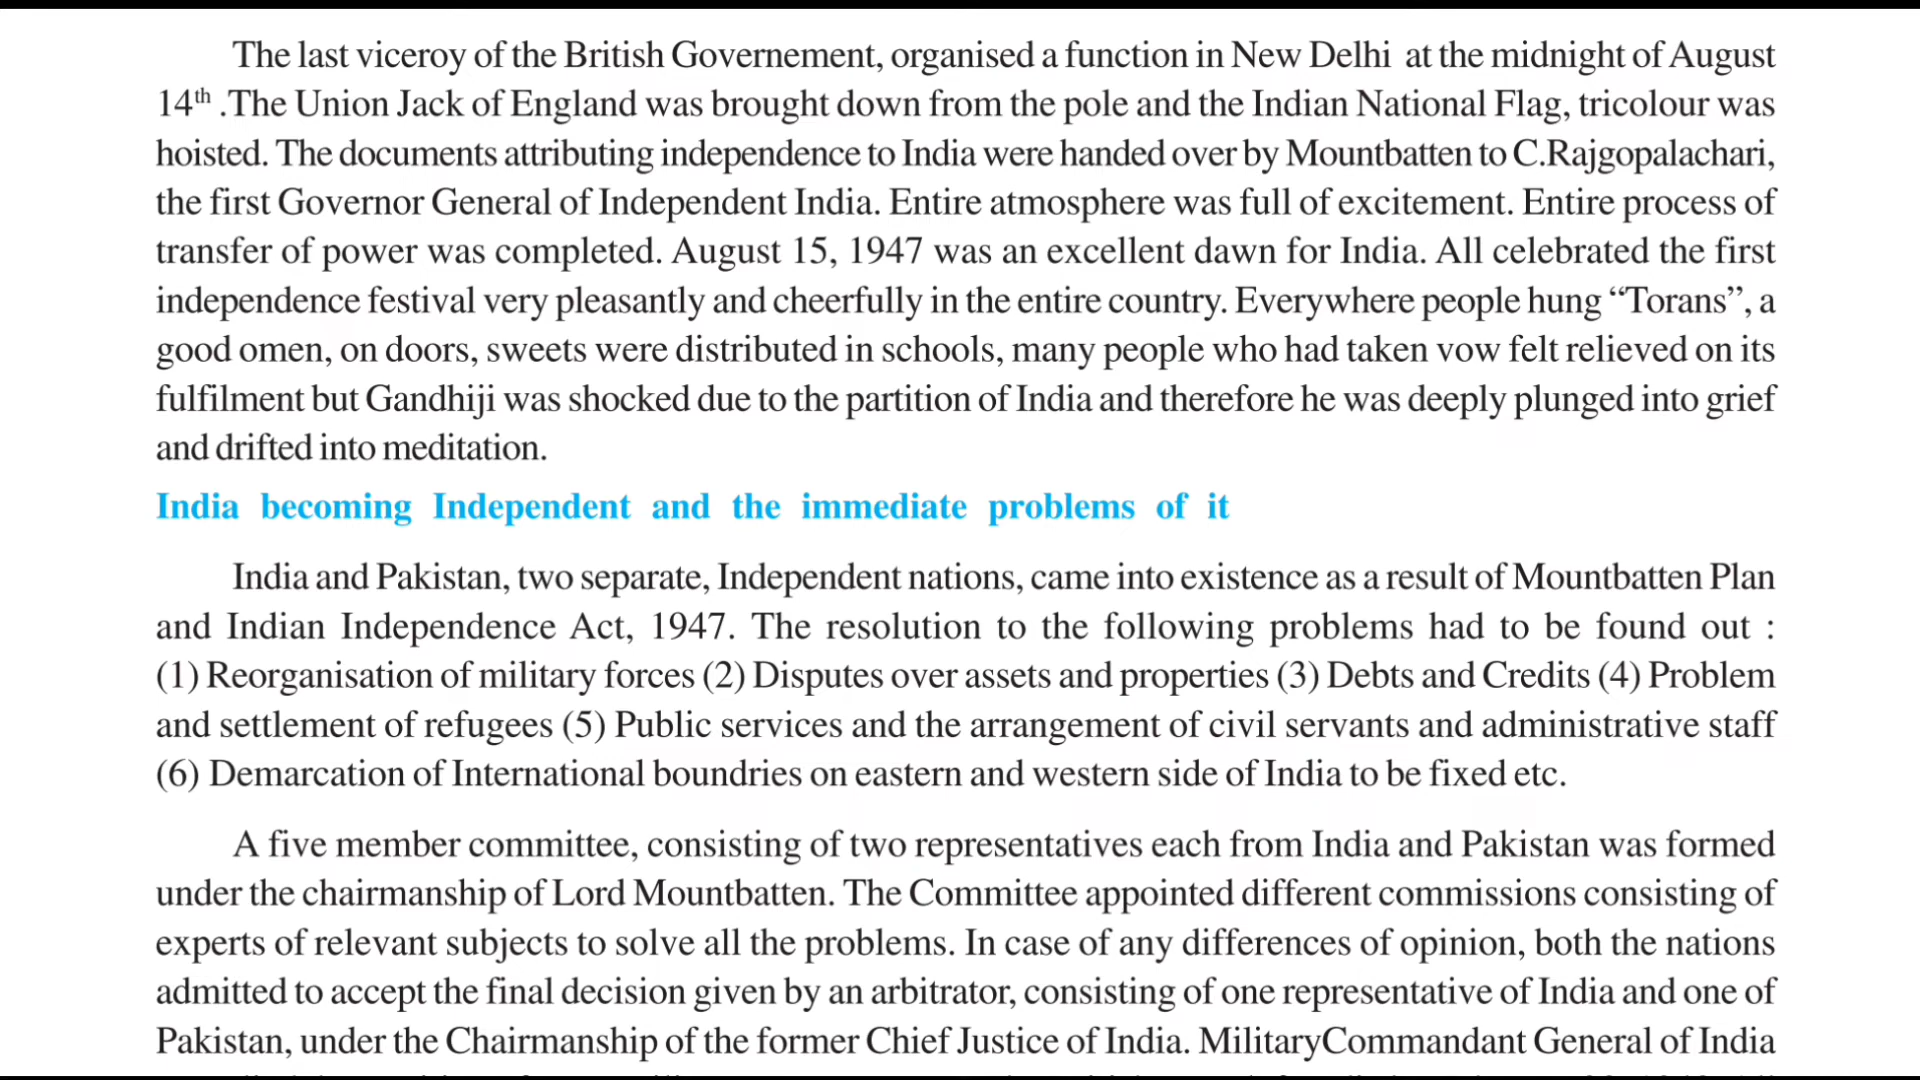 The last viceroy of the British Governement, organised a function in New Delhi at the midnight of August
14th .The Union Jack of England was brought down from the pole and the Indian National Flag, tricolour was
hoisted. The documents attributing independence to India were handed over by Mountbatten to C.Rajgopalachari,
the first Governor General of Independent India. Entire atmosphere was full of excitement. Entire process of
transfer of power was completed. August 15, 1947 was an excellent dawn for India. All celebrated the first
independence festival very pleasantly and cheerfully in the entire country. Everywhere people hung “Torans”, a
good omen, on doors, sweets were distributed in schools, many people who had taken vow felt relieved on its
fulfilment but Gandhiji was shocked due to the partition of India and therefore he was deeply plunged into grief
and drifted into meditation.
India becoming Independent and the immediate problems of it
India and Pakistan, two separate, Independent nations, came into existence as a result of Mountbatten Plan
and Indian Independence Act, 1947. The resolution to the following problems had to be found out :
(1) Reorganisation of military forces (2) Disputes over assets and properties (3) Debts and Credits (4) Problem
and settlement of refugees (5) Public services and the arrangement of civil servants and administrative staff
(6) Demarcation of International boundries on eastern and western side of India to be fixed etc.
A five member committee, consisting of two representatives each from India and Pakistan was formed
under the chairmanship of Lord Mountbatten. The Committee appointed different commissions consisting of
experts of relevant subjects to solve all the problems. In case of any differences of opinion, both the nations
admitted to accept the final decision given by an arbitrator, consisting of one representative of India and one of
Pakistan, under the Chairmanship of the former Chief Justice of India. MilitaryCommandant General of India